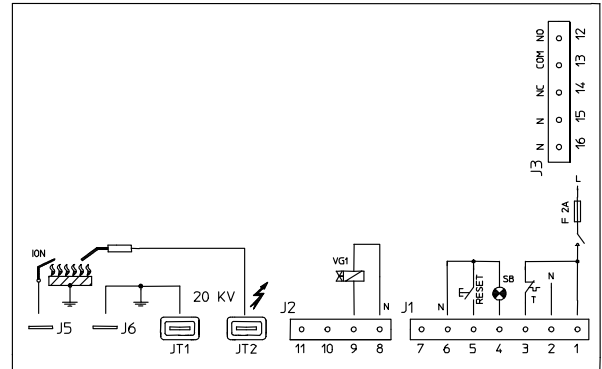 NO 12
COM 13
NC 14
N 15
N 16
J3
L
F 2A
ION
20 KV
VG1
N
N
RESET
SB
T
N
J5
J6
JT1
JT2
J2
11 10 9 8
J1
7 6 5 4 3 2 1